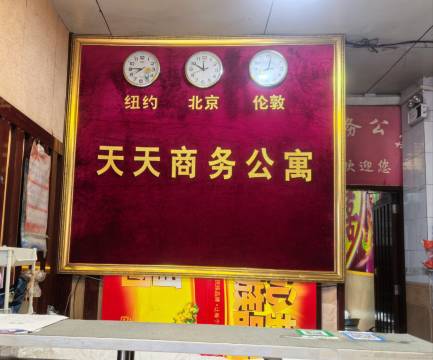 纽约 北京 伦敦
天天商务公寓
务公
欢迎您